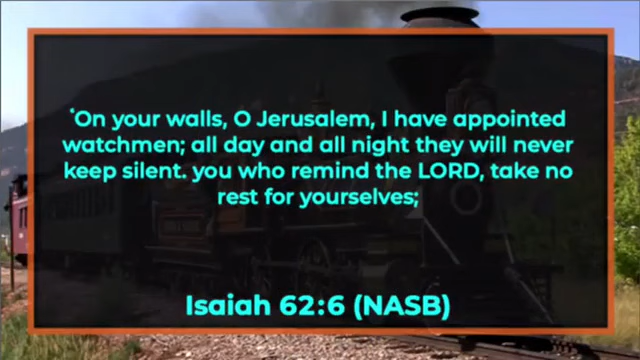 ‘On your walls, O Jerusalem, I have appointed
watchmen; all day and all night they will never
keep silent. you who remind the LORD, take no
rest for yourselves;
Isaiah 62:6 (NASB)